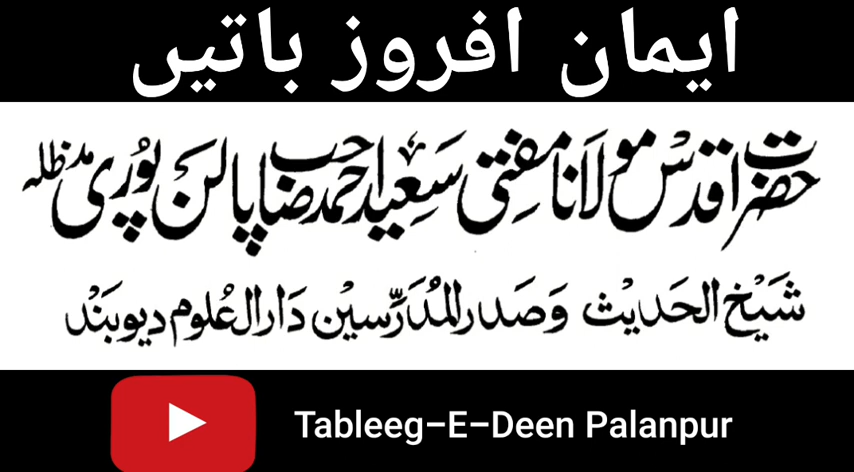 ایمان افروز باتیں
حضرت اقدس مولانا مفتی سعید احمد صاحب پالن پوری مدظلہ
شیخ الحدیث وصدر المدرسین دارالعلوم دیوبند
Tableeg-E-Deen Palanpur